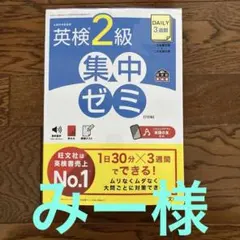 DAILY
3週間
英検2級
集中
ゼミ
旺文社は
英検書売上
No.1
1日30分×3週間
でできる!
ムリなくムダなく
大問ごとに対策でき
みー様